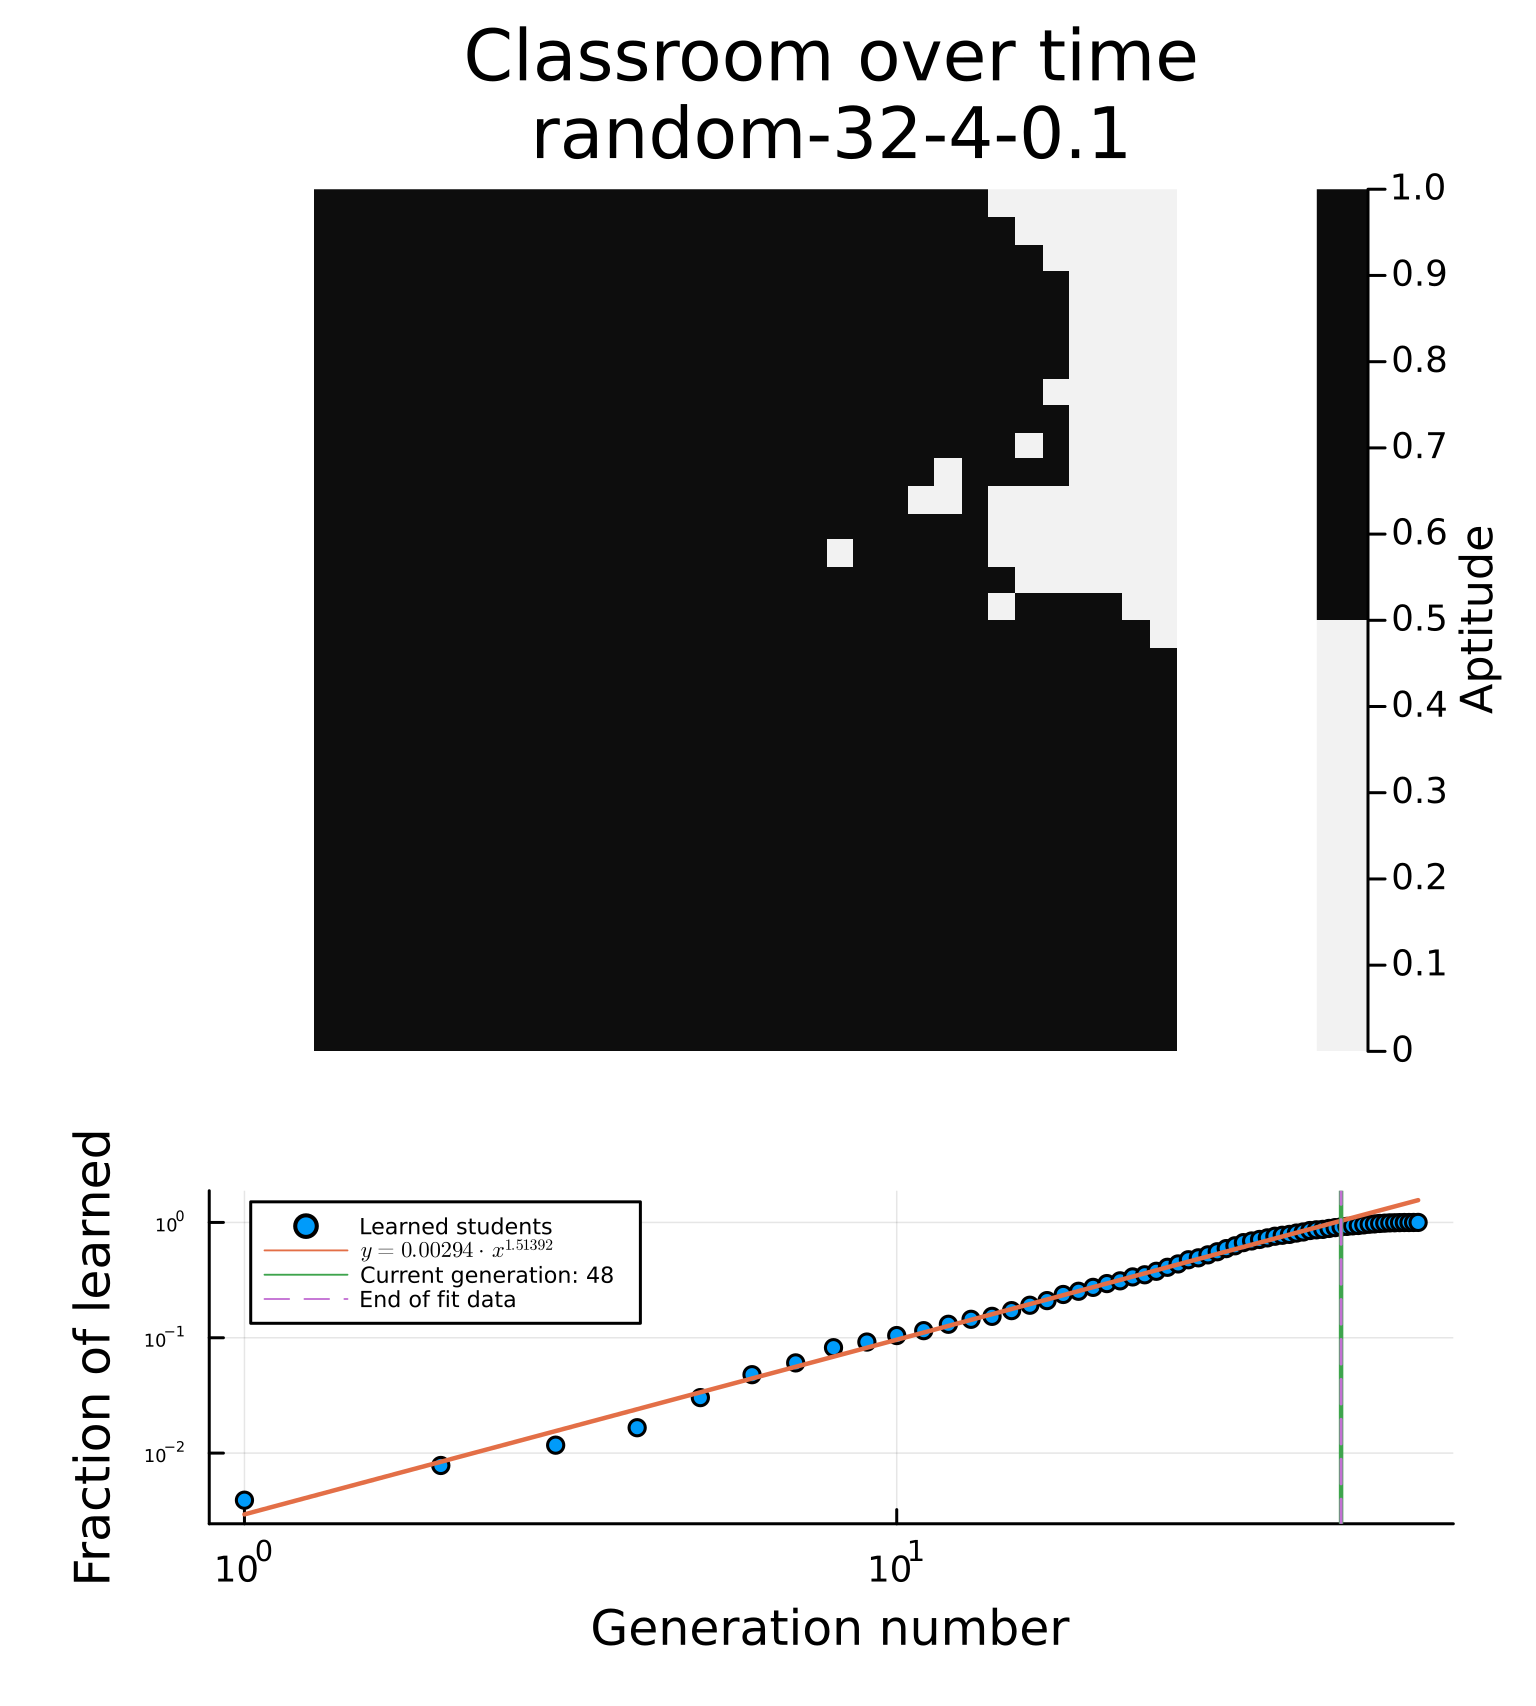 Classroom over time
random-32-4-0.1
1.0
0.9
0.8
0.7
0.6
0.5
0.4
0.3
0.2
0.1
0
Aptitude
Fraction of learned
10⁰
10⁻¹
10⁻²
Learned students
y = 0.00294 · x^1.51392
Current generation: 48
End of fit data
10⁰
10¹
Generation number